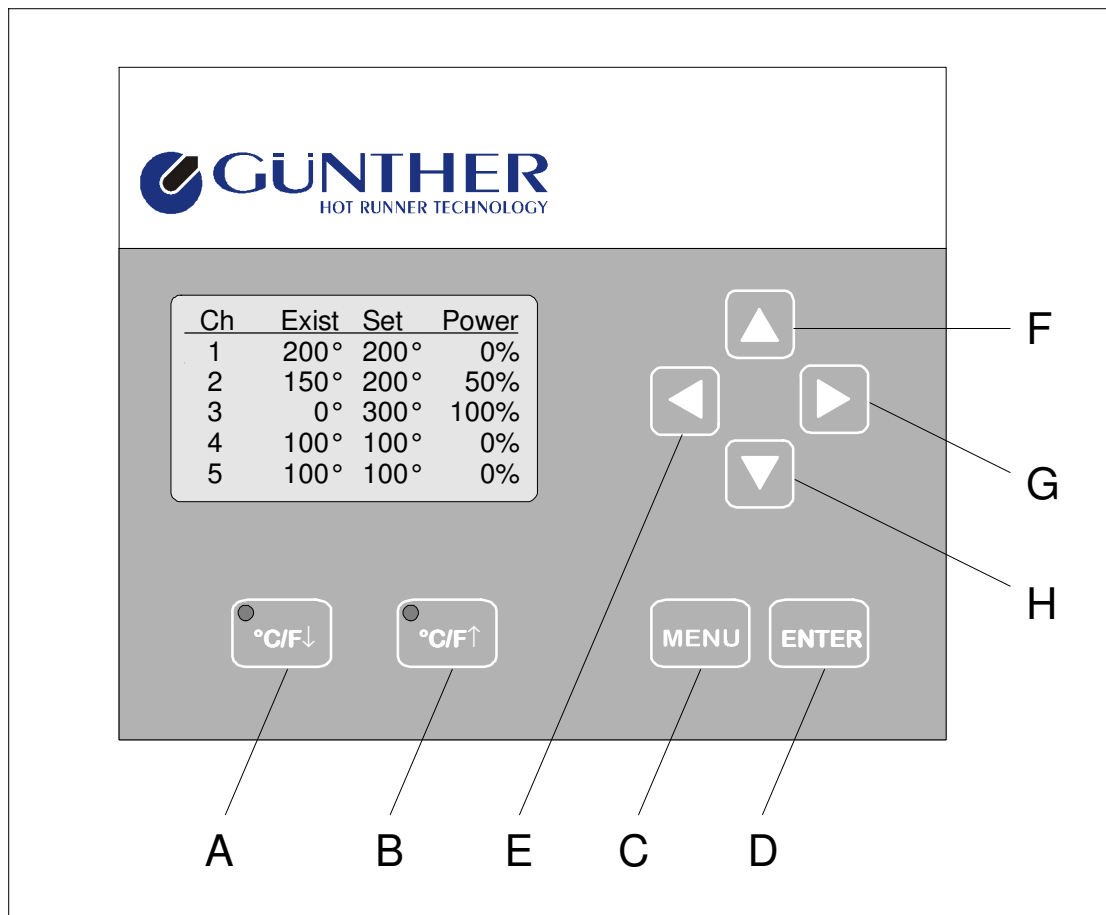 GÜNTHER
HOT RUNNER TECHNOLOGY
Ch Exist Set Power
1 200° 200° 0%
2 150° 200° 50%
3 0° 300° 100%
4 100° 100° 0%
5 100° 100° 0%
F
G
H
°C/F↓ °C/F↑ MENU ENTER
A B E C D